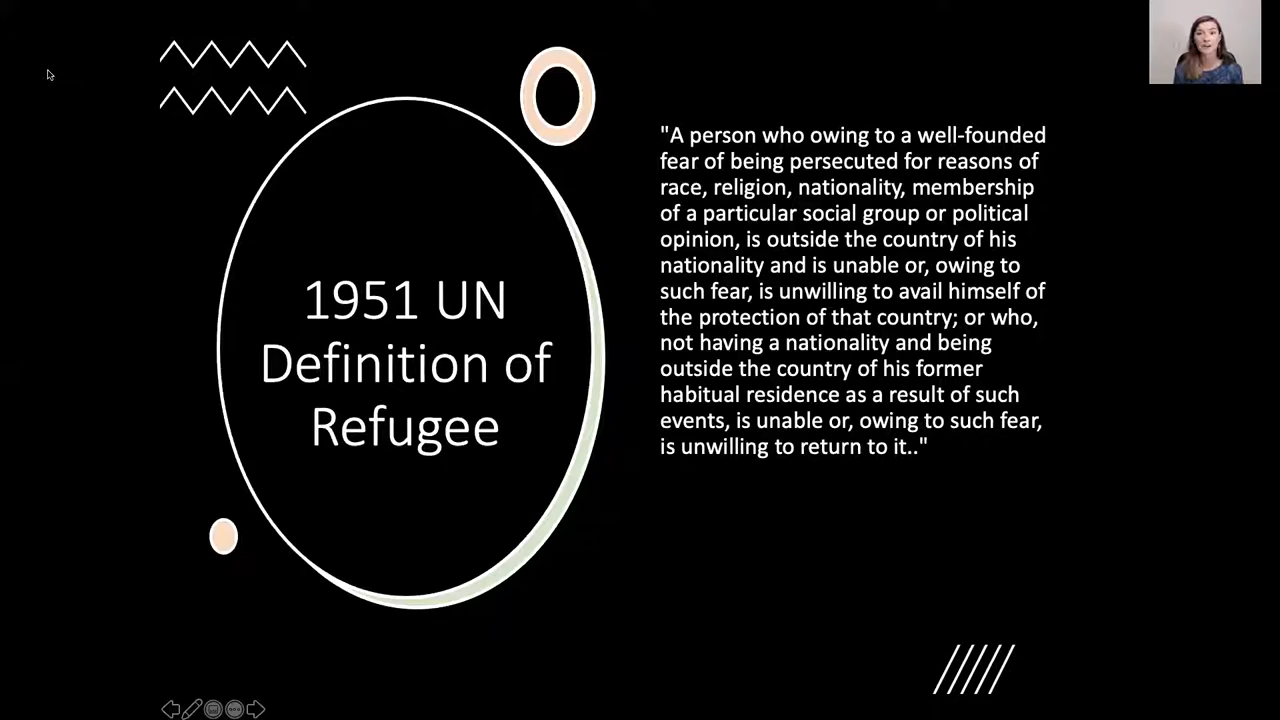 1951 UN
Definition of
Refugee
"A person who owing to a well-founded
fear of being persecuted for reasons of
race, religion, nationality, membership
of a particular social group or political
opinion, is outside the country of his
nationality and is unable or, owing to
such fear, is unwilling to avail himself of
the protection of that country; or who,
not having a nationality and being
outside the country of his former
habitual residence as a result of such
events, is unable or, owing to such fear,
is unwilling to return to it.."